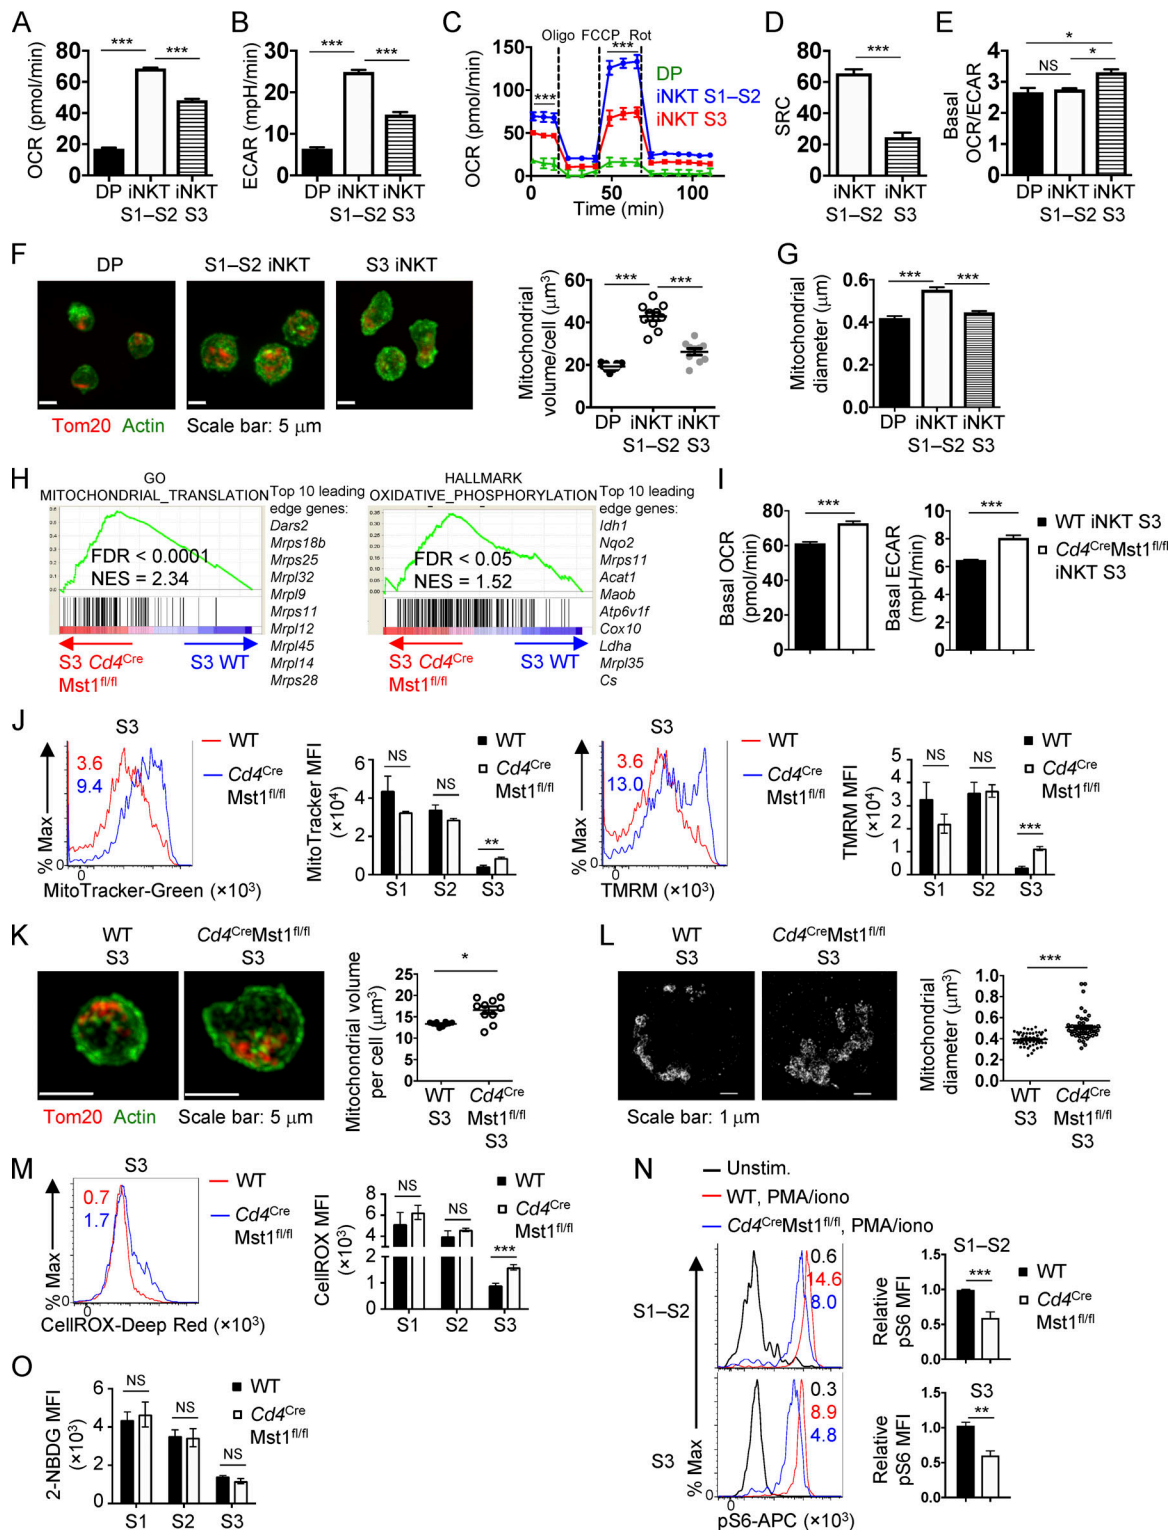 A
OCR (pmol/min)
80
60
40
20
0
***
***
DP iNKT iNKT
S1–S2 S3
B
ECAR (mpH/min)
30
20
10
0
***
***
DP iNKT iNKT
S1–S2 S3
C
Oligo FCCP Rot
OCR (pmol/min)
150
100
50
0
***
***
DP
iNKT S1–S2
iNKT S3
0 50 100
Time (min)
D
SRC
80
60
40
20
0
***
iNKT iNKT
S1–S2 S3
E
Basal
OCR/ECAR
4
3
2
1
0
*
NS
*
DP iNKT iNKT
S1–S2 S3
F
DP
S1–S2 iNKT
S3 iNKT
Tom20 Actin Scale bar: 5 μm
Mitochondrial
volume/cell (μm3)
60
40
20
0
***
***
DP iNKT iNKT
S1–S2 S3
G
Mitochondrial
diameter (μm)
0.6
0.4
0.2
0.0
***
***
DP iNKT iNKT
S1–S2 S3
H
GO
MITOCHONDRIAL_TRANSLATION
FDR < 0.0001
NES = 2.34
S3 Cd4Cre
Mst1fl/fl
S3 WT
Top 10 leading
edge genes:
Dars2
Mrps18b
Mrps25
Mrpl32
Mrpl9
Mrps11
Mrpl12
Mrpl45
Mrpl14
Mrps28
HALLMARK
OXIDATIVE_PHOSPHORYLATION
FDR < 0.05
NES = 1.52
S3 Cd4Cre
Mst1fl/fl
S3 WT
Top 10 leading
edge genes:
Idh1
Nqo2
Mrps11
Acat1
Maob
Atp6v1f
Cox10
Ldha
Mrpl35
Cs
I
Basal OCR
(pmol/min)
80
60
40
20
0
***
Basal ECAR
(mpH/min)
10
8
6
4
2
0
***
WT iNKT S3
Cd4CreMst1fl/fl
iNKT S3
J
S3
3.6
9.4
% Max
0
0
MitoTracker-Green (×103)
WT
Cd4Cre
Mst1fl/fl
MitoTracker MFI
(×104)
6
4
2
0
NS
NS
**
S1 S2 S3
WT
Cd4Cre
Mst1fl/fl
S3
3.6
13.0
% Max
0
0
TMRM (×103)
WT
Cd4Cre
Mst1fl/fl
TMRM MFI
(×104)
5
4
3
2
1
0
NS
NS
***
S1 S2 S3
WT
Cd4Cre
Mst1fl/fl
K
WT
S3
Cd4CreMst1fl/fl
S3
Tom20 Actin Scale bar: 5 μm
Mitochondrial volume
per cell (μm3)
25
20
15
10
5
0
*
WT
S3
Cd4Cre
Mst1fl/fl
S3
L
WT
S3
Cd4CreMst1fl/fl
S3
Scale bar: 1 μm
Mitochondrial
diameter (μm3)
1.0
0.8
0.6
0.4
0.2
0.0
***
WT
S3
Cd4Cre
Mst1fl/fl
S3
M
S3
0.7
1.7
% Max
0
0
CellROX-Deep Red (×103)
WT
Cd4Cre
Mst1fl/fl
CellROX MFI
(×103)
8
6
4
2
1
0
NS
NS
***
S1 S2 S3
WT
Cd4Cre
Mst1fl/fl
N
Unstim.
WT, PMA/iono
Cd4CreMst1fl/fl, PMA/iono
S1–S2
0.6
14.6
8.0
S3
0.3
8.9
4.8
% Max
0
0
pS6-APC (×103)
S1–S2
Relative
pS6 MFI
1.5
1.0
0.5
0.0
***
WT
Cd4Cre
Mst1fl/fl
S3
Relative
pS6 MFI
1.5
1.0
0.5
0.0
**
O
2-NBDG MFI
(×103)
6
3
0
NS
NS
NS
S1 S2 S3
WT
Cd4Cre
Mst1fl/fl